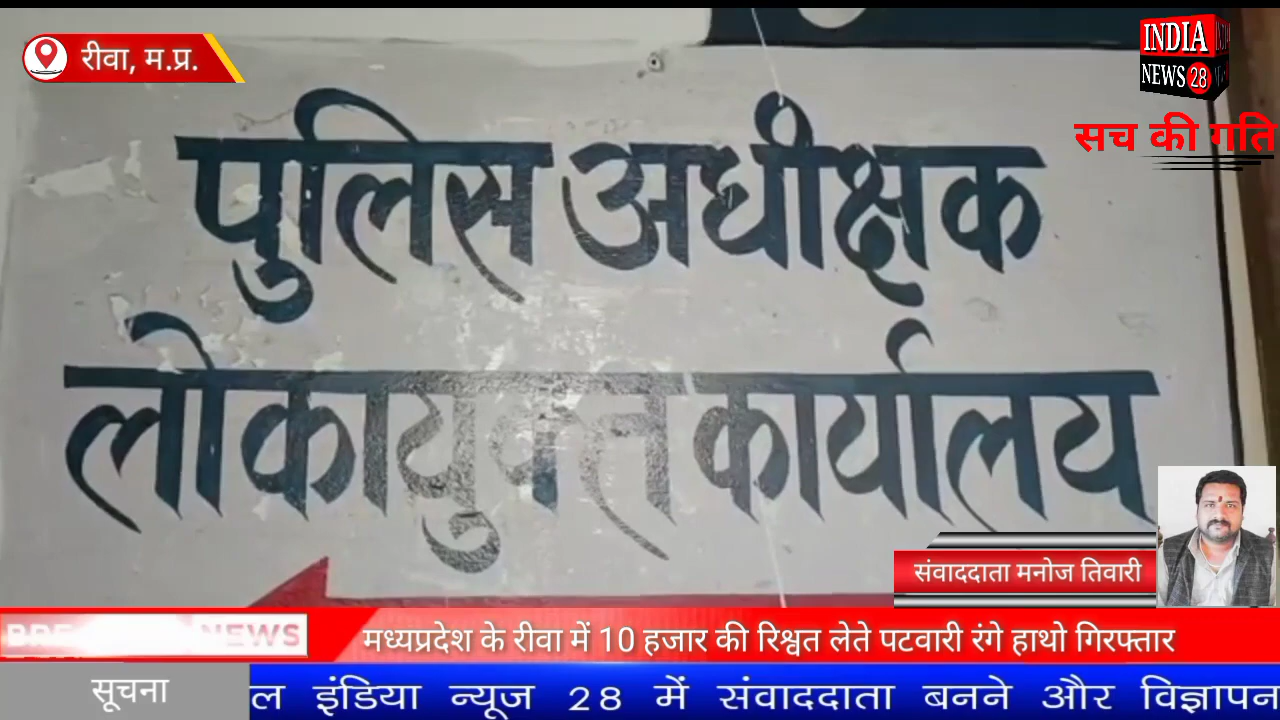 रीवा, म.प्र.
INDIA
NEWS 28
सच की गति
पुलिस अधीक्षक
लोकायुक्त कार्यालय
संवाददाता मनोज तिवारी
NEWS
मध्यप्रदेश के रीवा में 10 हजार की रिश्वत लेते पटवारी रंगे हाथो गिरफ्तार
सूचना
ल इंडिया न्यूज 28 में संवाददाता बनने और विज्ञापन